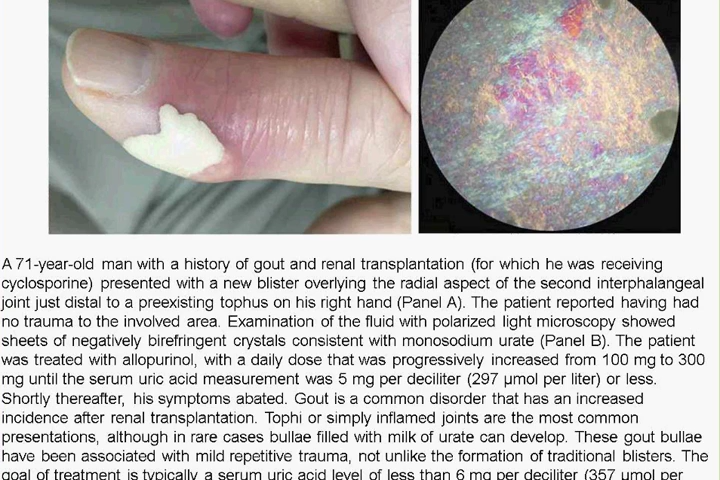 A 71-year-old man with a history of gout and renal transplantation (for which he was receiving
cyclosporine) presented with a new blister overlying the radial aspect of the second interphalangeal
joint just distal to a preexisting tophus on his right hand (Panel A). The patient reported having had
no trauma to the involved area. Examination of the fluid with polarized light microscopy showed
sheets of negatively birefringent crystals consistent with monosodium urate (Panel B). The patient
was treated with allopurinol, with a daily dose that was progressively increased from 100 mg to 300
mg until the serum uric acid measurement was 5 mg per deciliter (297 μmol per liter) or less.
Shortly thereafter, his symptoms abated. Gout is a common disorder that has an increased
incidence after renal transplantation. Tophi or simply inflamed joints are the most common
presentations, although in rare cases bullae filled with milk of urate can develop. These gout bullae
have been associated with mild repetitive trauma, not unlike the formation of traditional blisters. The
goal of treatment is typically a serum uric acid level of less than 6 mg per deciliter (357 μmol per